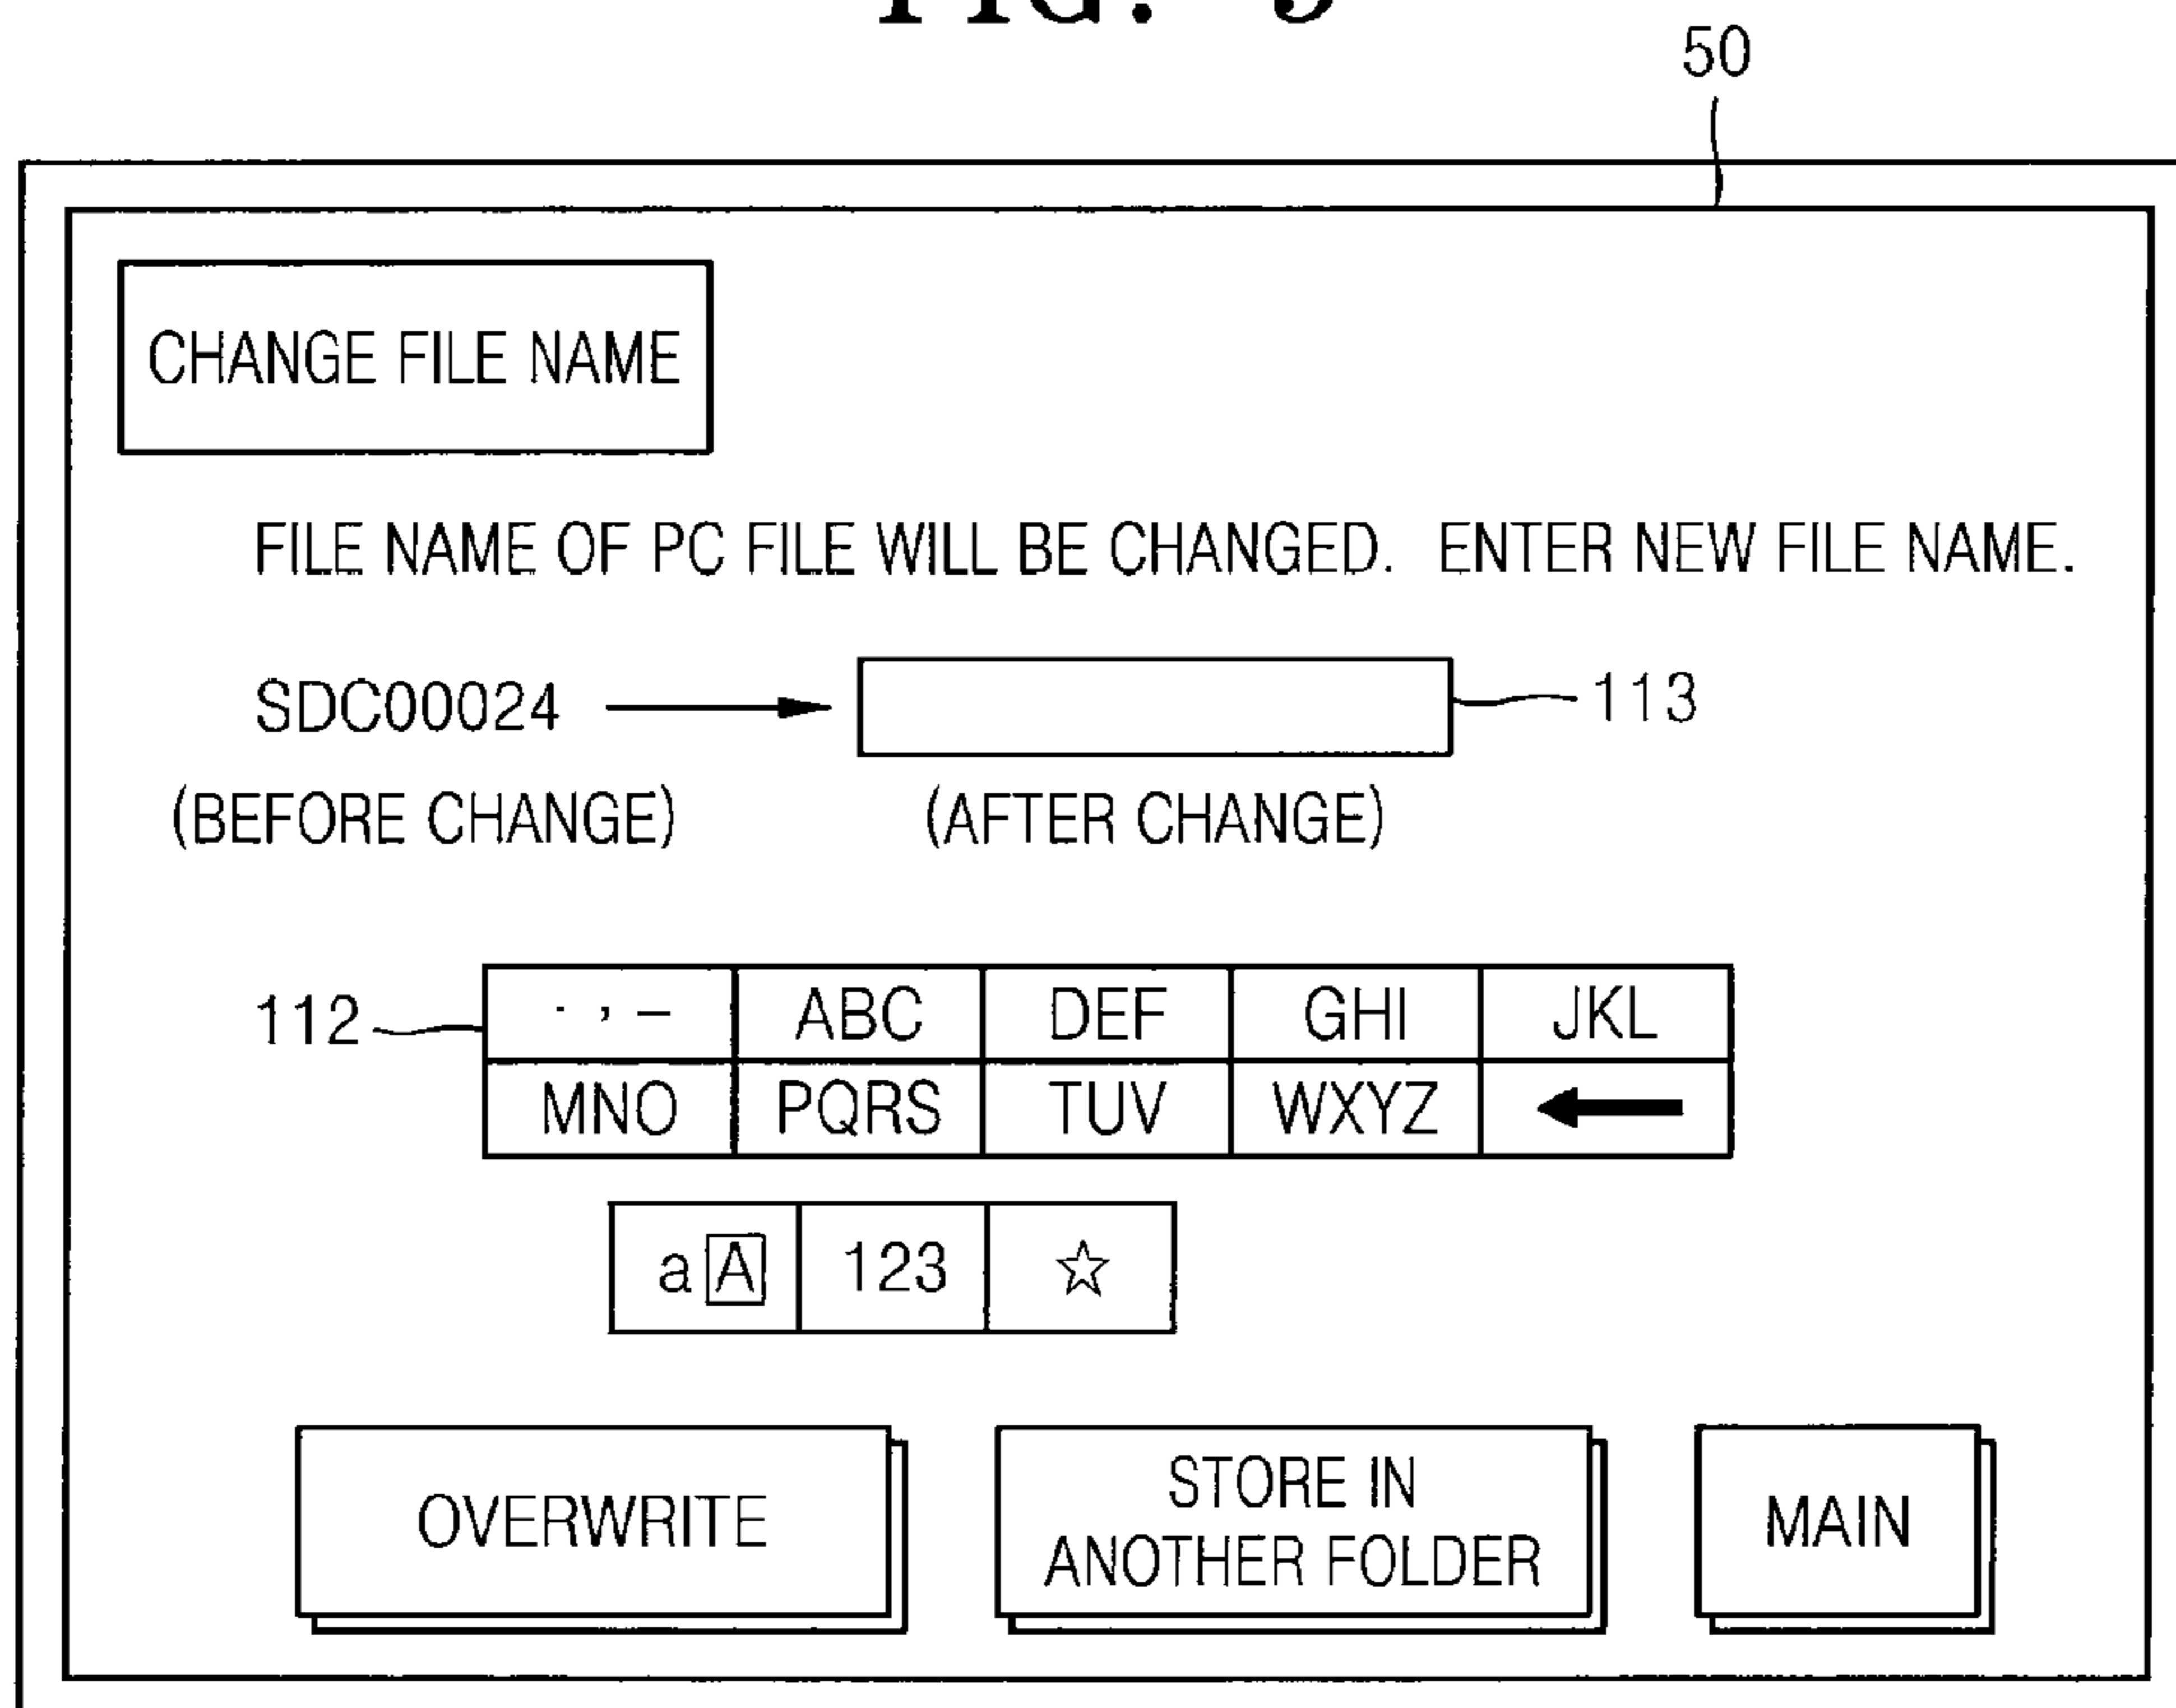 50
CHANGE FILE NAME
FILE NAME OF PC FILE WILL BE CHANGED. ENTER NEW FILE NAME.
SDC00024 113
(BEFORE CHANGE) (AFTER CHANGE)
112 · , – ABC DEF GHI JKL
MNO PQRS TUV WXYZ ←
a A 123 ☆
OVERWRITE STORE IN ANOTHER FOLDER MAIN